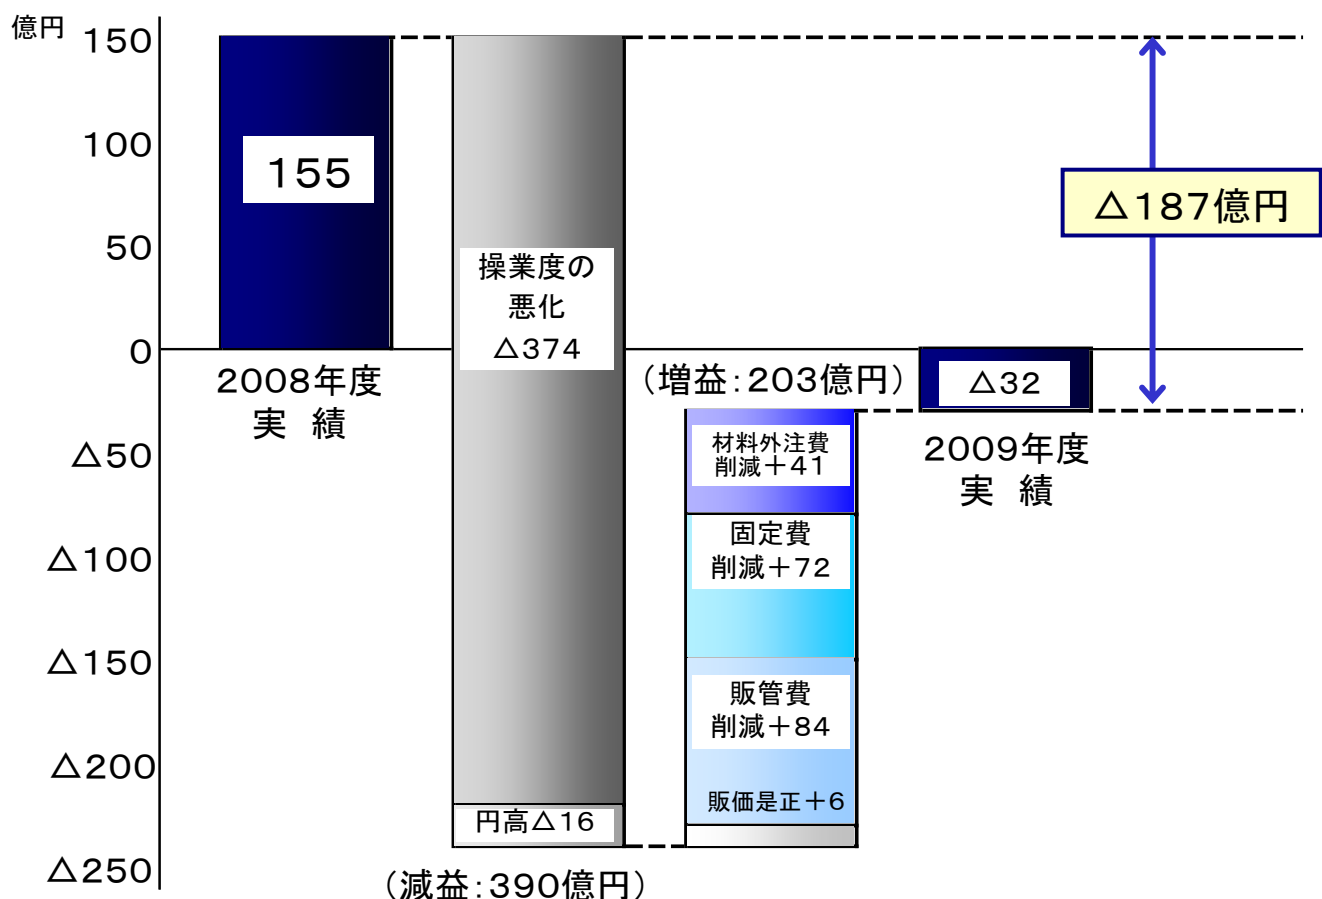 億円
150
100
50
0
△50
△100
△150
△200
△250
155
2008年度
実　績
操業度の
悪化
△374
円高△16
（減益：390億円）
（増益：203億円）
材料外注費
削減＋41
固定費
削減＋72
販管費
削減＋84
販価是正＋6
△32
2009年度
実　績
△187億円